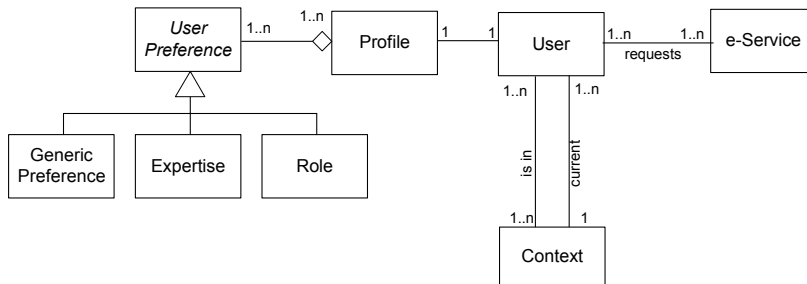 User
Preference
1..n
1..n
Profile
1
1
User
1..n
1..n
requests
e-Service
Generic
Preference
Expertise
Role
1..n
1..n
is in
current
1..n
1
Context